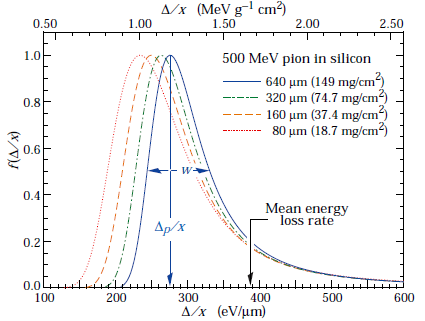 Δ/x (MeV g⁻¹ cm²)
0.50 1.00 1.50 2.00 2.50
500 MeV pion in silicon
640 μm (149 mg/cm²)
320 μm (74.7 mg/cm²)
160 μm (37.4 mg/cm²)
80 μm (18.7 mg/cm²)
1.0
0.8
0.6
0.4
0.2
0.0
f(Δ/x)
w
Δp/x
Mean energy
loss rate
100 200 300 400 500 600
Δ/x (eV/μm)